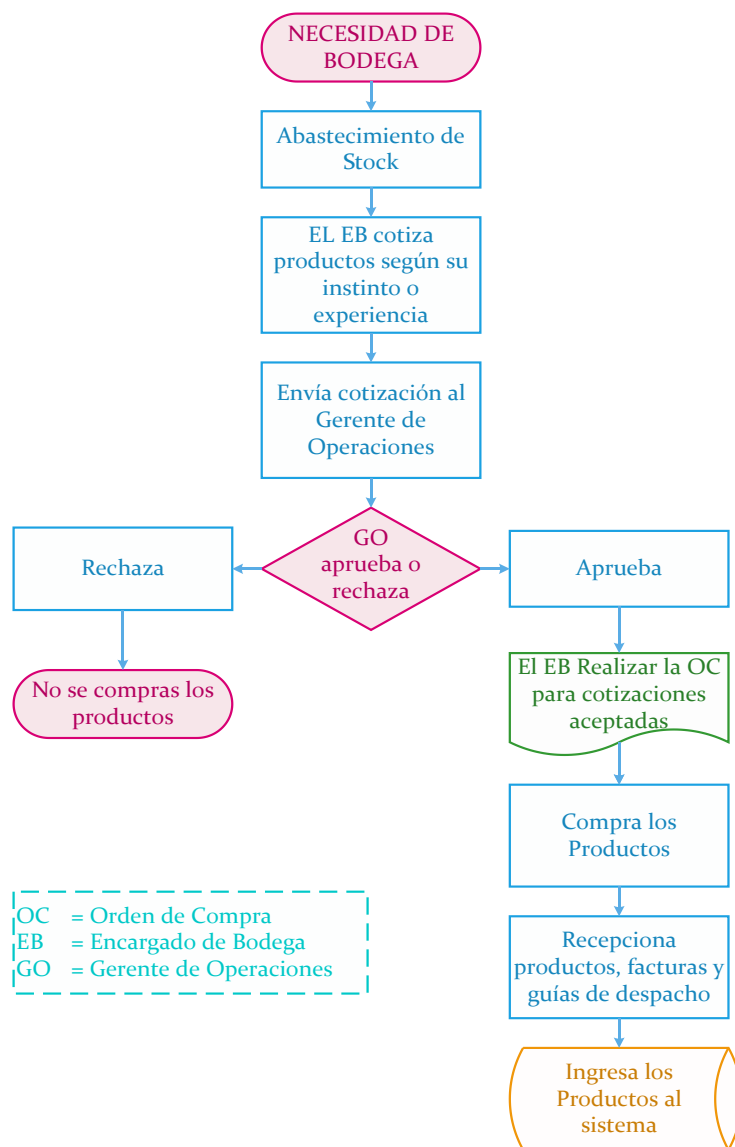 NECESIDAD DE
BODEGA
Abastecimiento de
Stock
EL EB cotiza
productos según su
instinto o
experiencia
Envía cotización al
Gerente de
Operaciones
GO
aprueba o
rechaza
Rechaza
Aprueba
No se compras los
productos
El EB Realizar la OC
para cotizaciones
aceptadas
Compra los
Productos
Recepciona
productos, facturas y
guías de despacho
Ingresa los
Productos al
sistema
OC = Orden de Compra
EB = Encargado de Bodega
GO = Gerente de Operaciones